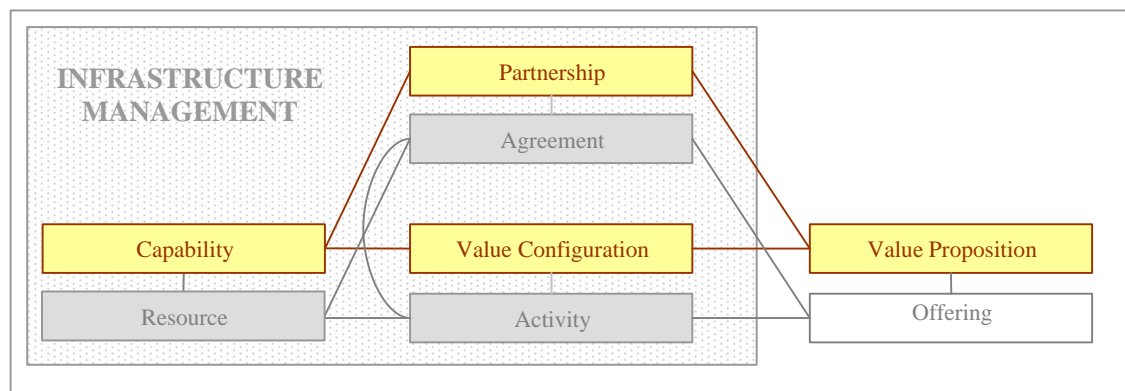 INFRASTRUCTURE
MANAGEMENT
Partnership
Agreement
Capability
Value Configuration
Value Proposition
Resource
Activity
Offering